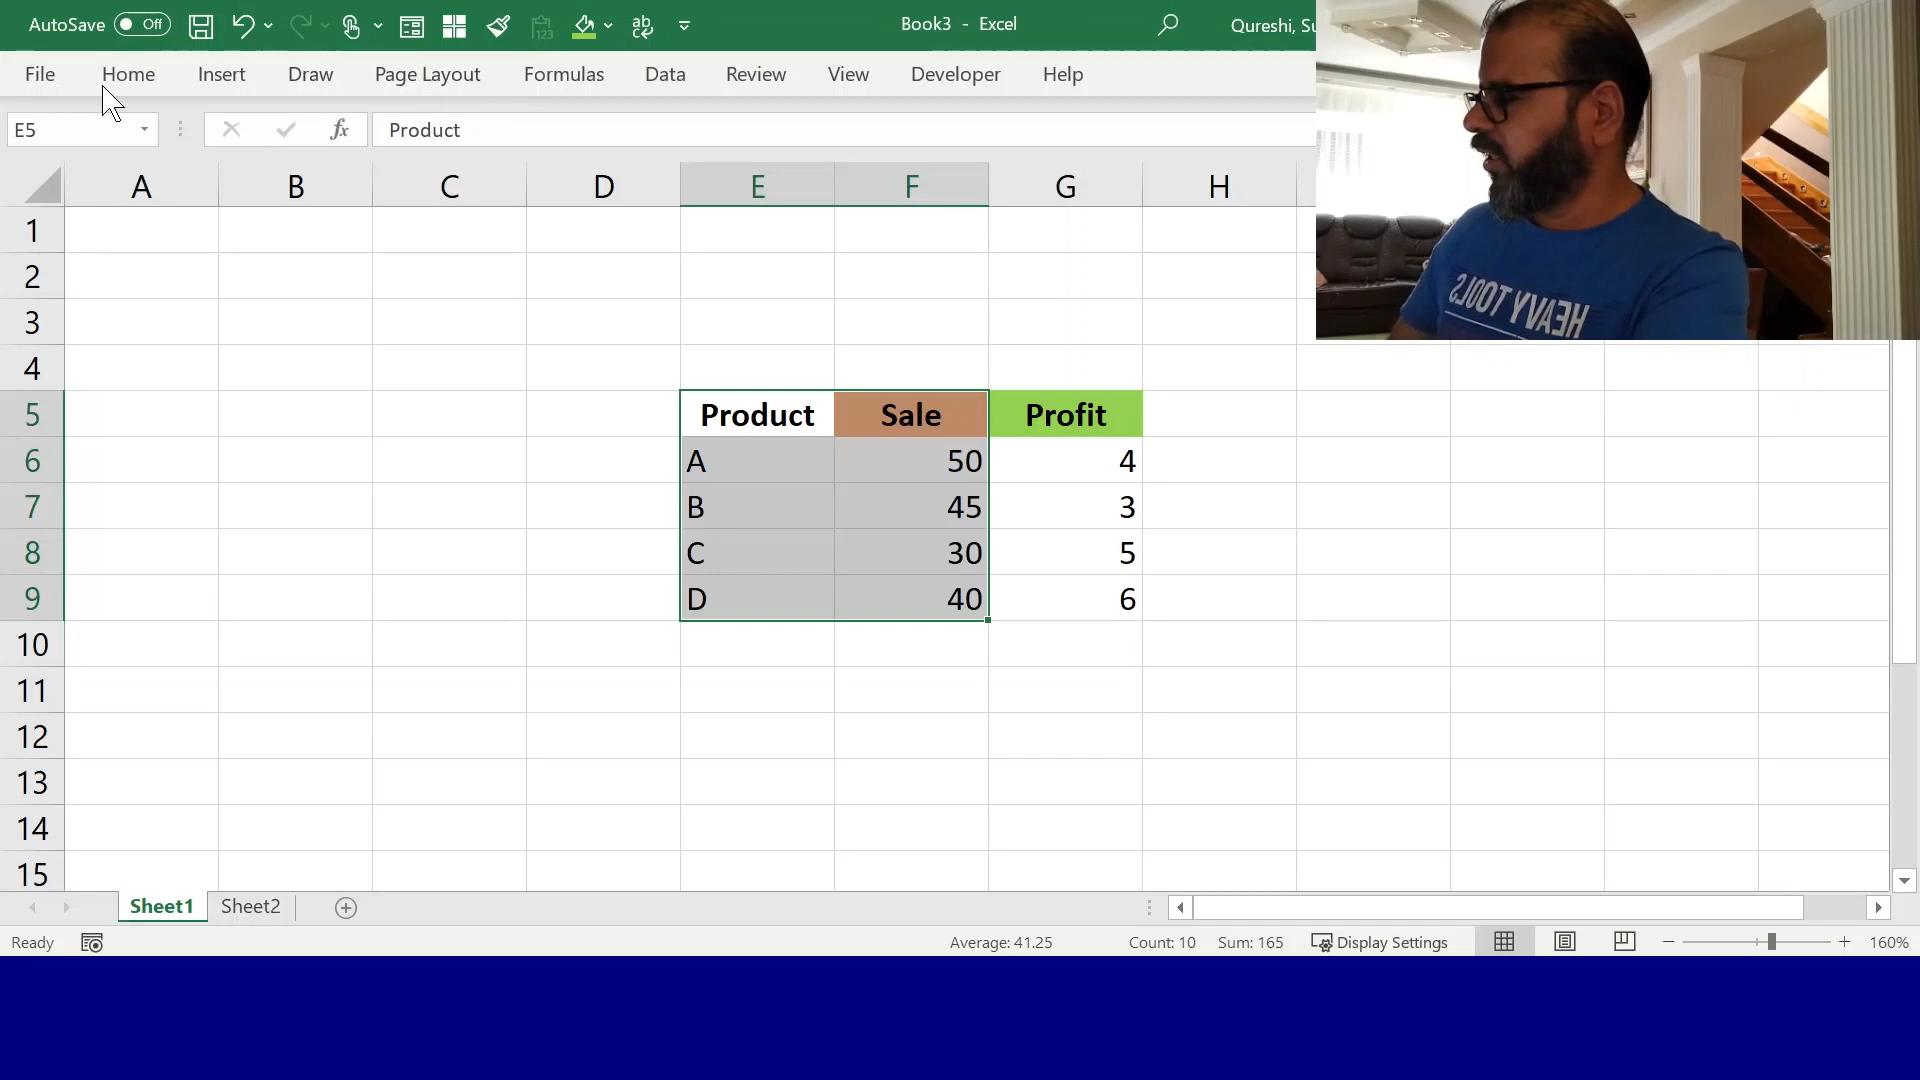 AutoSave Off
Book3 - Excel
Qureshi, Su
File Home Insert Draw Page Layout Formulas Data Review View Developer Help
E5
fx
Product
A B C D E F G H
1
2
3
4
5 Product Sale Profit
6 A 50 4
7 B 45 3
8 C 30 5
9 D 40 6
10
11
12
13
14
15
HEAVY TOOLS
Sheet1 Sheet2
Ready Average: 41.25 Count: 10 Sum: 165 Display Settings 160%